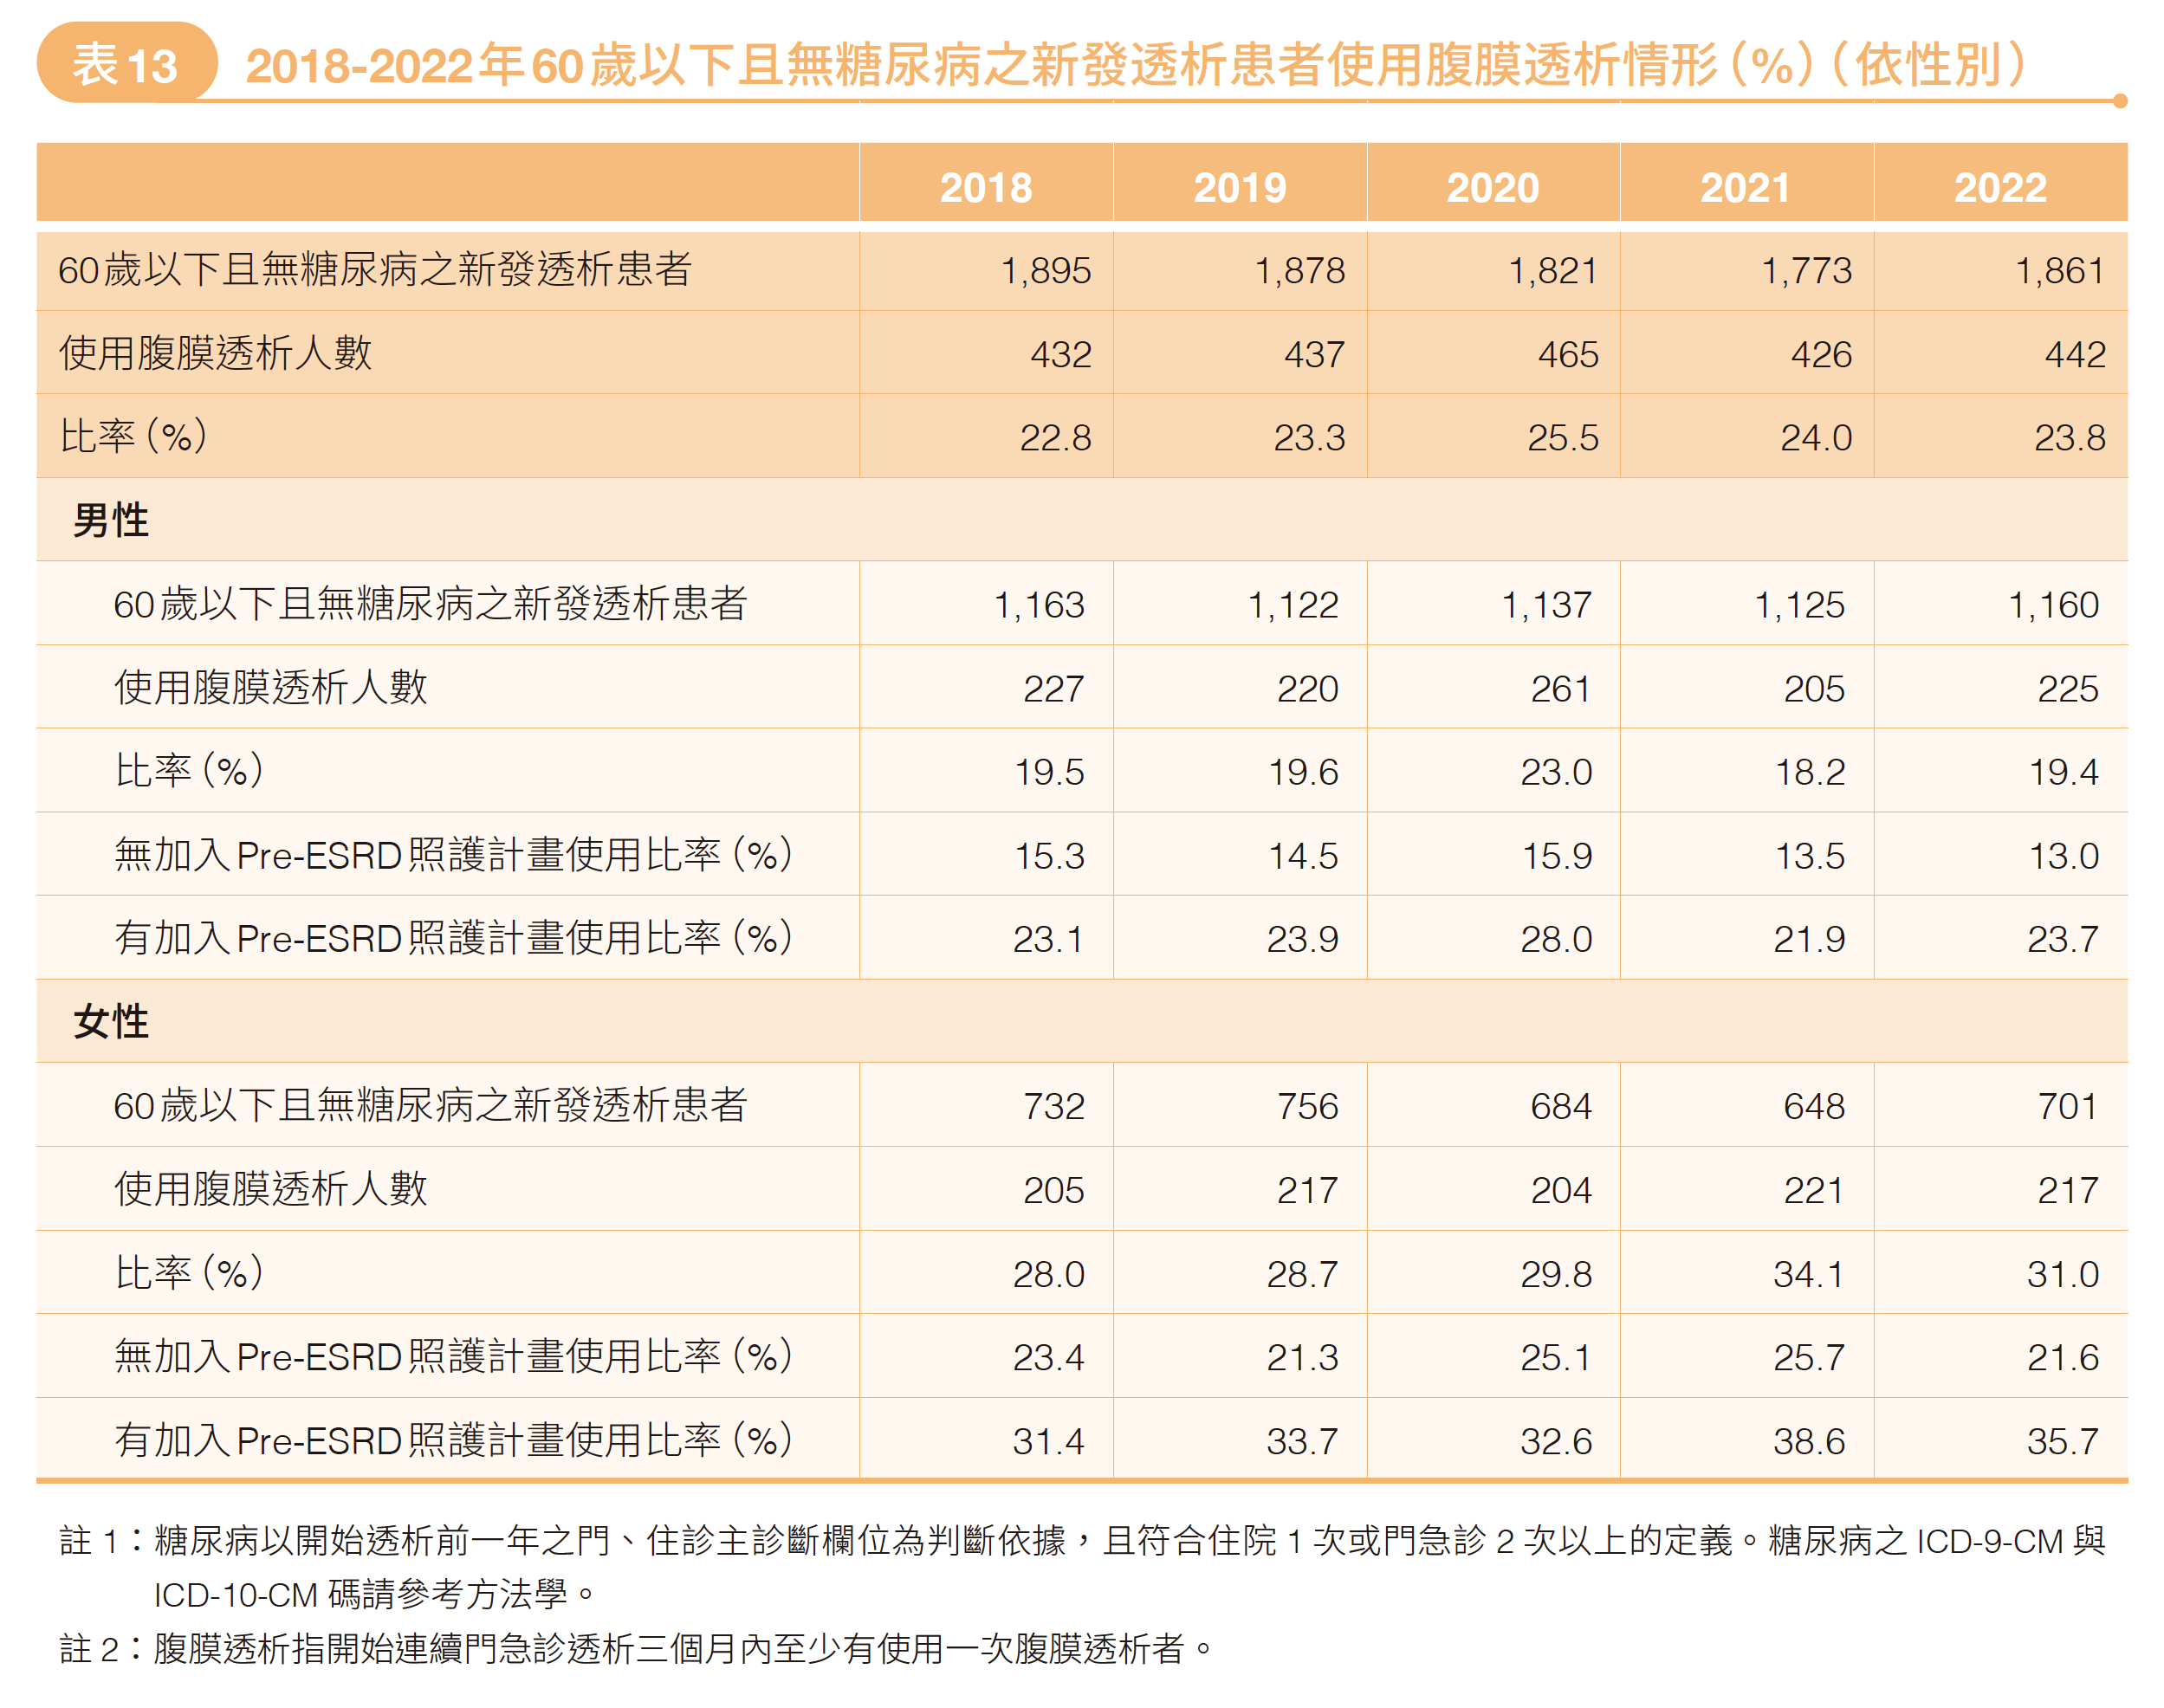 表13 2018-2022年60歲以下且無糖尿病之新發透析患者使用腹膜透析情形(%)(依性別)
2018 2019 2020 2021 2022
60歲以下且無糖尿病之新發透析患者 1,895 1,878 1,821 1,773 1,861
使用腹膜透析人數 432 437 465 426 442
比率(%) 22.8 23.3 25.5 24.0 23.8
男性
60歲以下且無糖尿病之新發透析患者 1,163 1,122 1,137 1,125 1,160
使用腹膜透析人數 227 220 261 205 225
比率(%) 19.5 19.6 23.0 18.2 19.4
無加入Pre-ESRD照護計畫使用比率(%) 15.3 14.5 15.9 13.5 13.0
有加入Pre-ESRD照護計畫使用比率(%) 23.1 23.9 28.0 21.9 23.7
女性
60歲以下且無糖尿病之新發透析患者 732 756 684 648 701
使用腹膜透析人數 205 217 204 221 217
比率(%) 28.0 28.7 29.8 34.1 31.0
無加入Pre-ESRD照護計畫使用比率(%) 23.4 21.3 25.1 25.7 21.6
有加入Pre-ESRD照護計畫使用比率(%) 31.4 33.7 32.6 38.6 35.7
註 1：糖尿病以開始透析前一年之門、住診主診斷欄位為判斷依據，且符合住院 1 次或門急診 2 次以上的定義。糖尿病之 ICD-9-CM 與
ICD-10-CM 碼請參考方法學。
註 2：腹膜透析指開始連續門急診透析三個月內至少有使用一次腹膜透析者。